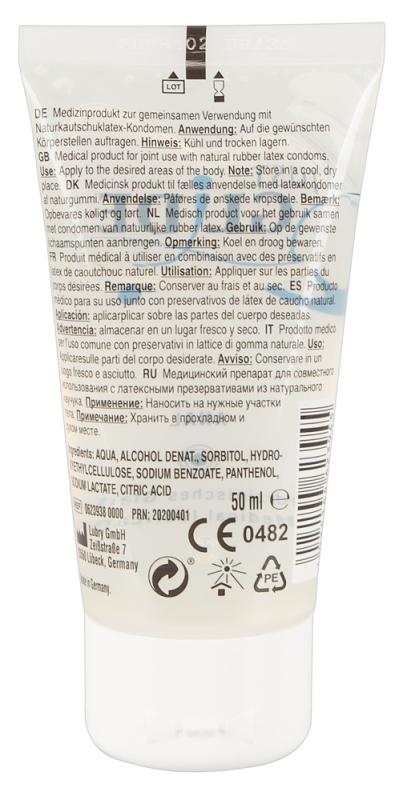 LOT
DE Medizinprodukt zur gemeinsamen Verwendung mit
Naturkautschuklatex-Kondomen. Anwendung: Auf die gewünschten
Körperstellen auftragen. Hinweis: Kühl und trocken lagern.
GB Medical product for joint use with natural rubber latex condoms.
Use: Apply to the desired areas of the body. Note: Store in a cool, dry
place. DK Medicinsk produkt til fælles anvendelse med latexkondomer
af naturgummi. Anvendelse: Påføres de ønskede kropsdele. Bemærk:
Opbevares kølig og tørt. NL Medisch product voor het gebruik samen
met condomen van natuurlijke rubber latex. Gebruik: Op de gewenste
lichaamspunten aanbrengen. Opmerking: Koel en droog bewaren.
FR Produit médical à utiliser en combinaison avec des préservatifs en
latex de caoutchouc naturel. Utilisation: Appliquer sur les parties du
corps désirées. Remarque: Conserver au frais et au sec. ES Producto
médico para su uso junto con preservativos de látex de caucho natural.
Aplicación: aplicarplicar sobre las partes del cuerpo deseadas.
Advertencia: almacenar en un lugar fresco y seco. IT Prodotto medico
per l'uso comune con preservativi in lattice di gomma naturale. Uso:
Applicaresulle parti del corpo desiderate. Avviso: Conservare in un
luogo fresco e asciutto. RU Медицинский препарат для совместного
использования с латексными презервативами из натурального
каучука. Применение: Наносить на нужные участки
тела. Примечание: Хранить в прохладном и
сухом месте.
Ingredients: AQUA, ALCOHOL DENAT., SORBITOL, HYDRO-
XYETHYLCELLULOSE, SODIUM BENZOATE, PANTHENOL,
SODIUM LACTATE, CITRIC ACID
50 ml ℮
REF 0623938 0000 PRN: 20200401
CE 0482
Lubry GmbH
Zeißstraße 7
Lübeck, Germany
Made in Germany.
PE